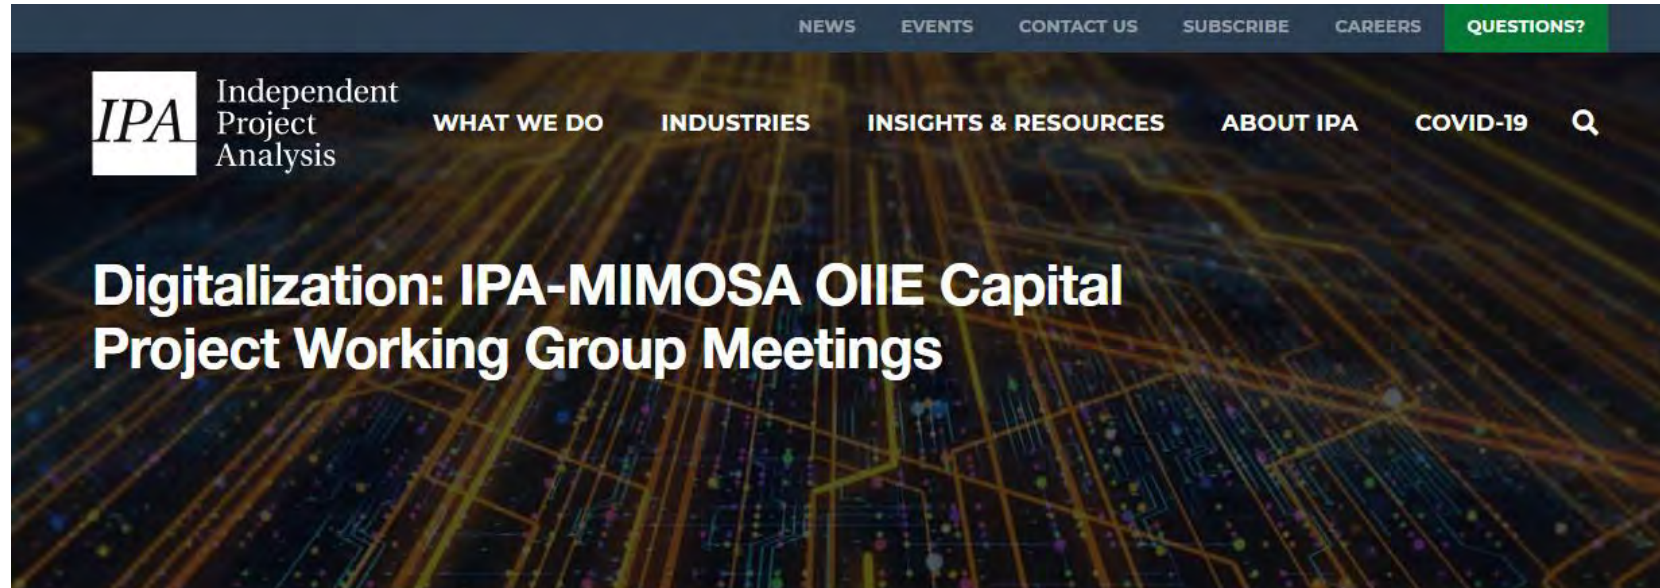 NEWS EVENTS CONTACT US SUBSCRIBE CAREERS QUESTIONS?
IPA
Independent
Project
Analysis
WHAT WE DO INDUSTRIES INSIGHTS & RESOURCES ABOUT IPA COVID-19
Digitalization: IPA-MIMOSA OIIE Capital
Project Working Group Meetings